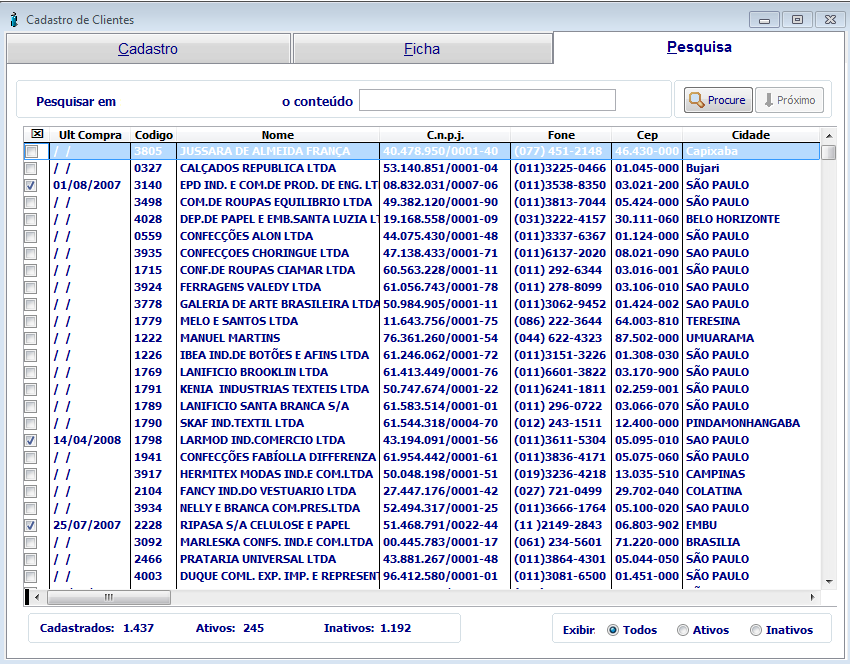 Cadastro de Clientes
Cadastro Ficha Pesquisa
Pesquisar em o conteúdo Procure Próximo
Ult Compra Codigo Nome C.n.p.j. Fone Cep Cidade
/ / 3805 JUSSARA DE ALMEIDA FRANÇA 40.478.950/0001-40 (077) 451-2148 46.430-000 Capixaba
/ / 0327 CALÇADOS REPUBLICA LTDA 53.140.851/0001-04 (011)3225-0466 01.045-000 Bujari
01/08/2007 3140 EPD IND. E COM.DE PROD. DE ENG. LT 08.832.031/0007-06 (011)3538-8350 03.021-200 SÃO PAULO
/ / 3498 COM.DE ROUPAS EQUILIBRIO LTDA 49.382.120/0001-90 (011)3813-7044 05.424-000 SÃO PAULO
/ / 4028 DEP.DE PAPEL E EMB.SANTA LUZIA LT 19.168.558/0001-09 (031)3222-4157 30.111-060 BELO HORIZONTE
/ / 0559 CONFECÇÕES ALON LTDA 44.075.430/0001-48 (011)3337-6367 01.124-000 SÃO PAULO
/ / 3935 CONFECÇOES CHORINGUE LTDA 47.138.433/0001-71 (011)6137-2020 08.021-090 SAO PAULO
/ / 1715 CONF.DE ROUPAS CIAMAR LTDA 60.563.228/0001-11 (011) 292-6344 03.016-001 SÃO PAULO
/ / 3924 FERRAGENS VALEDY LTDA 61.056.743/0001-78 (011) 278-8099 03.106-010 SAO PAULO
/ / 3778 GALERIA DE ARTE BRASILEIRA LTDA 50.984.905/0001-11 (011)3062-9452 01.424-002 SAO PAULO
/ / 1779 MELO E SANTOS LTDA 11.643.756/0001-75 (086) 222-3644 64.003-810 TERESINA
/ / 1222 MANUEL MARTINS 76.361.260/0001-54 (044) 622-4323 87.502-000 UMUARAMA
/ / 1226 IBEA IND.DE BOTÕES E AFINS LTDA 61.246.062/0001-72 (011)3151-3226 01.308-030 SÃO PAULO
/ / 1769 LANIFICIO BROOKLIN LTDA 61.413.449/0001-76 (011)6601-3822 03.170-900 SÃO PAULO
/ / 1791 KENIA INDUSTRIAS TEXTEIS LTDA 50.747.674/0001-22 (011)6241-1811 02.259-001 SÃO PAULO
/ / 1789 LANIFICIO SANTA BRANCA S/A 61.583.514/0001-01 (011) 296-0722 03.066-070 SÃO PAULO
/ / 1790 SKAF IND.TEXTIL LTDA 61.544.318/0004-70 (012) 243-1511 12.400-000 PINDAMONHANGABA
14/04/2008 1798 LARMOD IND.COMERCIO LTDA 43.194.091/0001-56 (011)3611-5304 05.095-010 SAO PAULO
/ / 1941 CONFECÇÕES FABÍOLLA DIFFERENZA 61.954.442/0001-61 (011)3836-4171 05.075-060 SÃO PAULO
/ / 3917 HERMITEX MODAS IND.E COM.LTDA 50.048.198/0001-51 (019)3236-4218 13.035-510 CAMPINAS
/ / 2104 FANCY IND.DO VESTUARIO LTDA 27.447.176/0001-42 (027) 721-0499 29.702-040 COLATINA
/ / 3934 NELLY E BRANCA COM.PRES.LTDA 52.494.317/0001-25 (011)3666-1764 05.100-020 SAO PAULO
25/07/2007 2228 RIPASA S/A CELULOSE E PAPEL 51.468.791/0022-44 (11 )2149-2843 06.803-902 EMBU
/ / 3092 MARLESKA CONFS. IND.E COM.LTDA 00.445.783/0001-17 (061) 234-5601 71.220-000 BRASILIA
/ / 2466 PRATARIA UNIVERSAL LTDA 43.881.267/0001-48 (011)3864-4301 05.044-050 SÃO PAULO
/ / 4003 DUQUE COML. EXP. IMP. E REPRESEN 96.412.580/0001-01 (011)3081-6500 01.451-000 SÃO PAULO
Cadastrados: 1.437 Ativos: 245 Inativos: 1.192 Exibir Todos Ativos Inativos